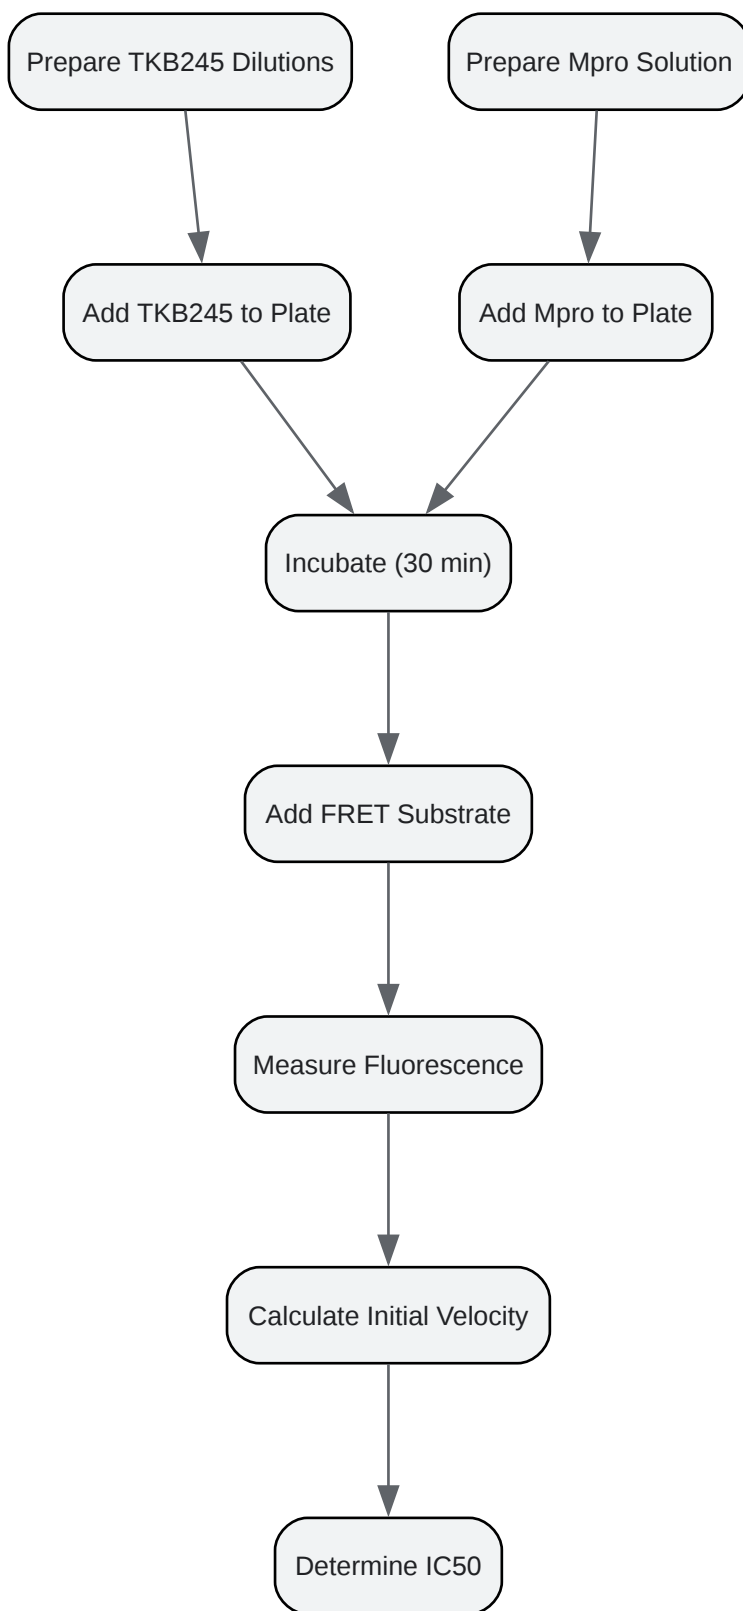 Prepare TKB245 Dilutions
Prepare Mpro Solution
Add TKB245 to Plate
Add Mpro to Plate
Incubate (30 min)
Add FRET Substrate
Measure Fluorescence
Calculate Initial Velocity
Determine IC50